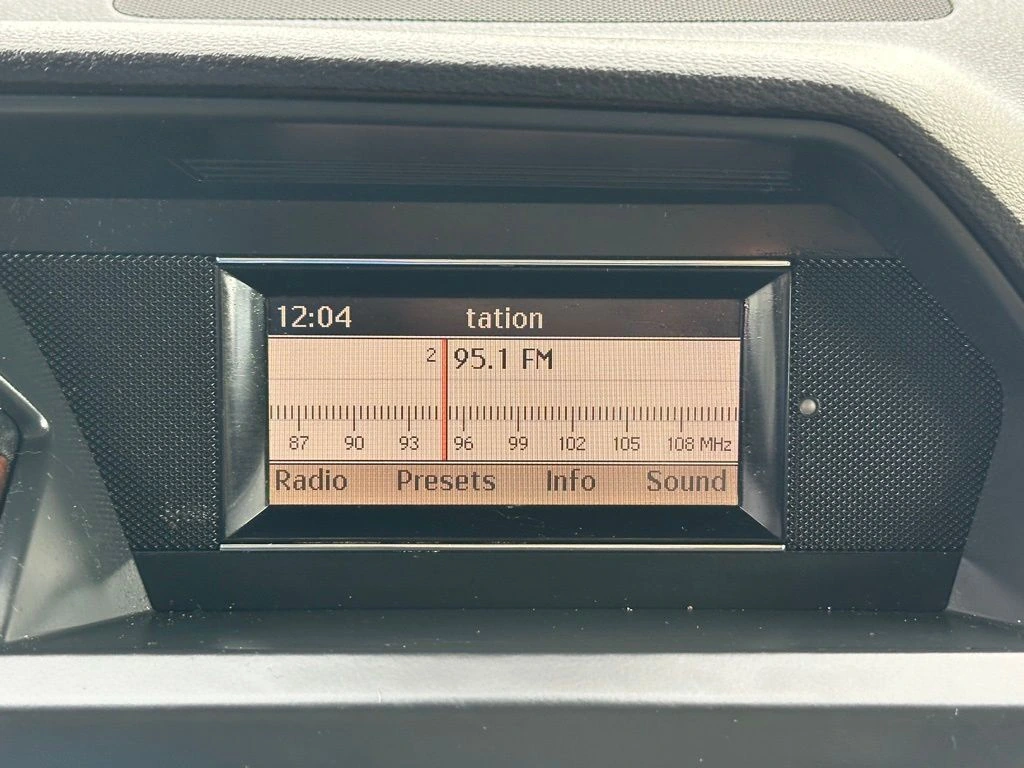 12:04 tation
2 95.1 FM
87 90 93 96 99 102 105 108 MHz
Radio Presets Info Sound